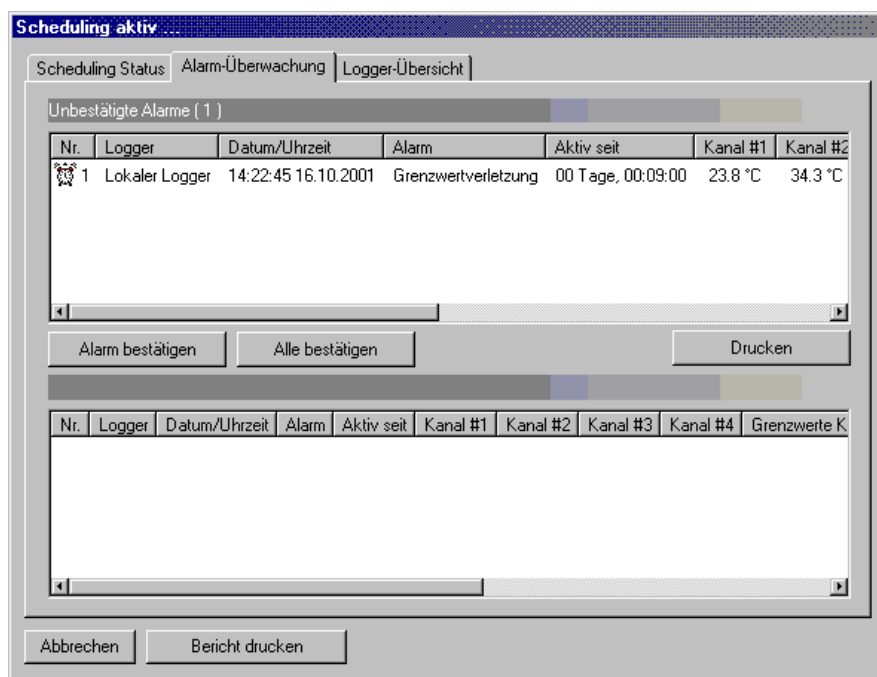 Scheduling aktiv ...
Scheduling Status Alarm-Überwachung Logger-Übersicht
Unbestätigte Alarme ( 1 )
Nr. Logger Datum/Uhrzeit Alarm Aktiv seit Kanal #1 Kanal #2
1 Lokaler Logger 14:22:45 16.10.2001 Grenzwertverletzung 00 Tage, 00:09:00 23.8 °C 34.3 °C
Alarm bestätigen Alle bestätigen Drucken
Nr. Logger Datum/Uhrzeit Alarm Aktiv seit Kanal #1 Kanal #2 Kanal #3 Kanal #4 Grenzwerte K
Abbrechen Bericht drucken